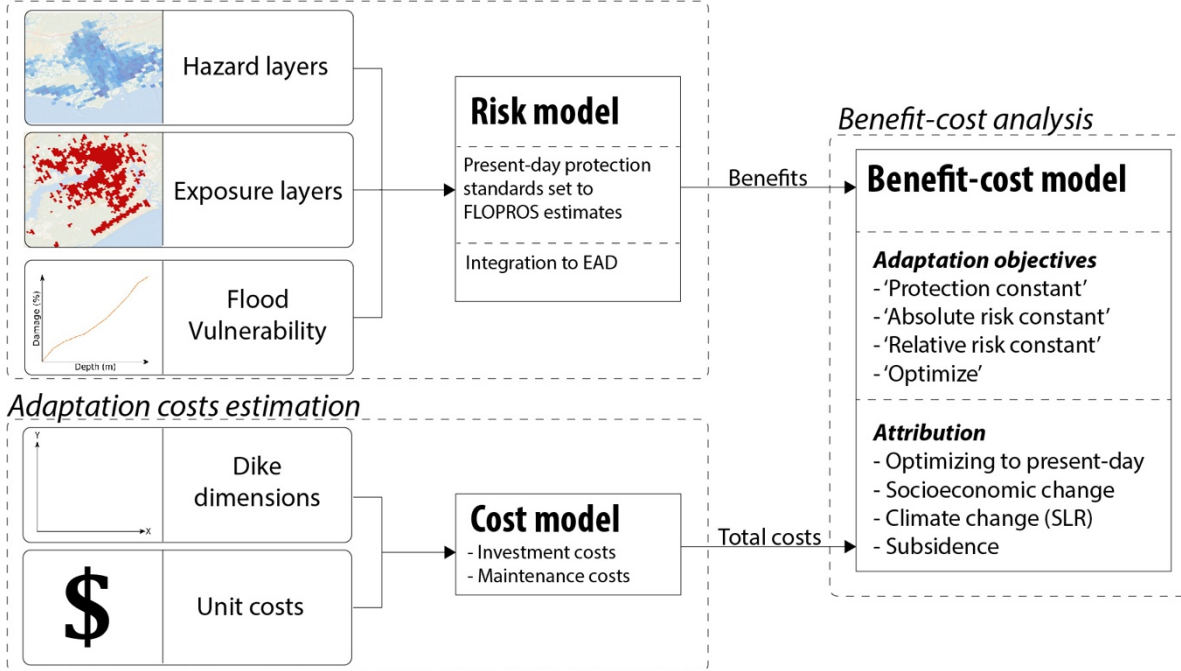 Hazard layers
Exposure layers
Damage (%)
Depth (m)
Flood
Vulnerability
Risk model
Present-day protection
standards set to
FLOPROS estimates
Integration to EAD
Benefits
Adaptation costs estimation
Y
X
Dike
dimensions
$
Unit costs
Cost model
- Investment costs
- Maintenance costs
Total costs
Benefit-cost analysis
Benefit-cost model
Adaptation objectives
- ‘Protection constant’
- ‘Absolute risk constant’
- ‘Relative risk constant’
- ‘Optimize’
Attribution
- Optimizing to present-day
- Socioeconomic change
- Climate change (SLR)
- Subsidence